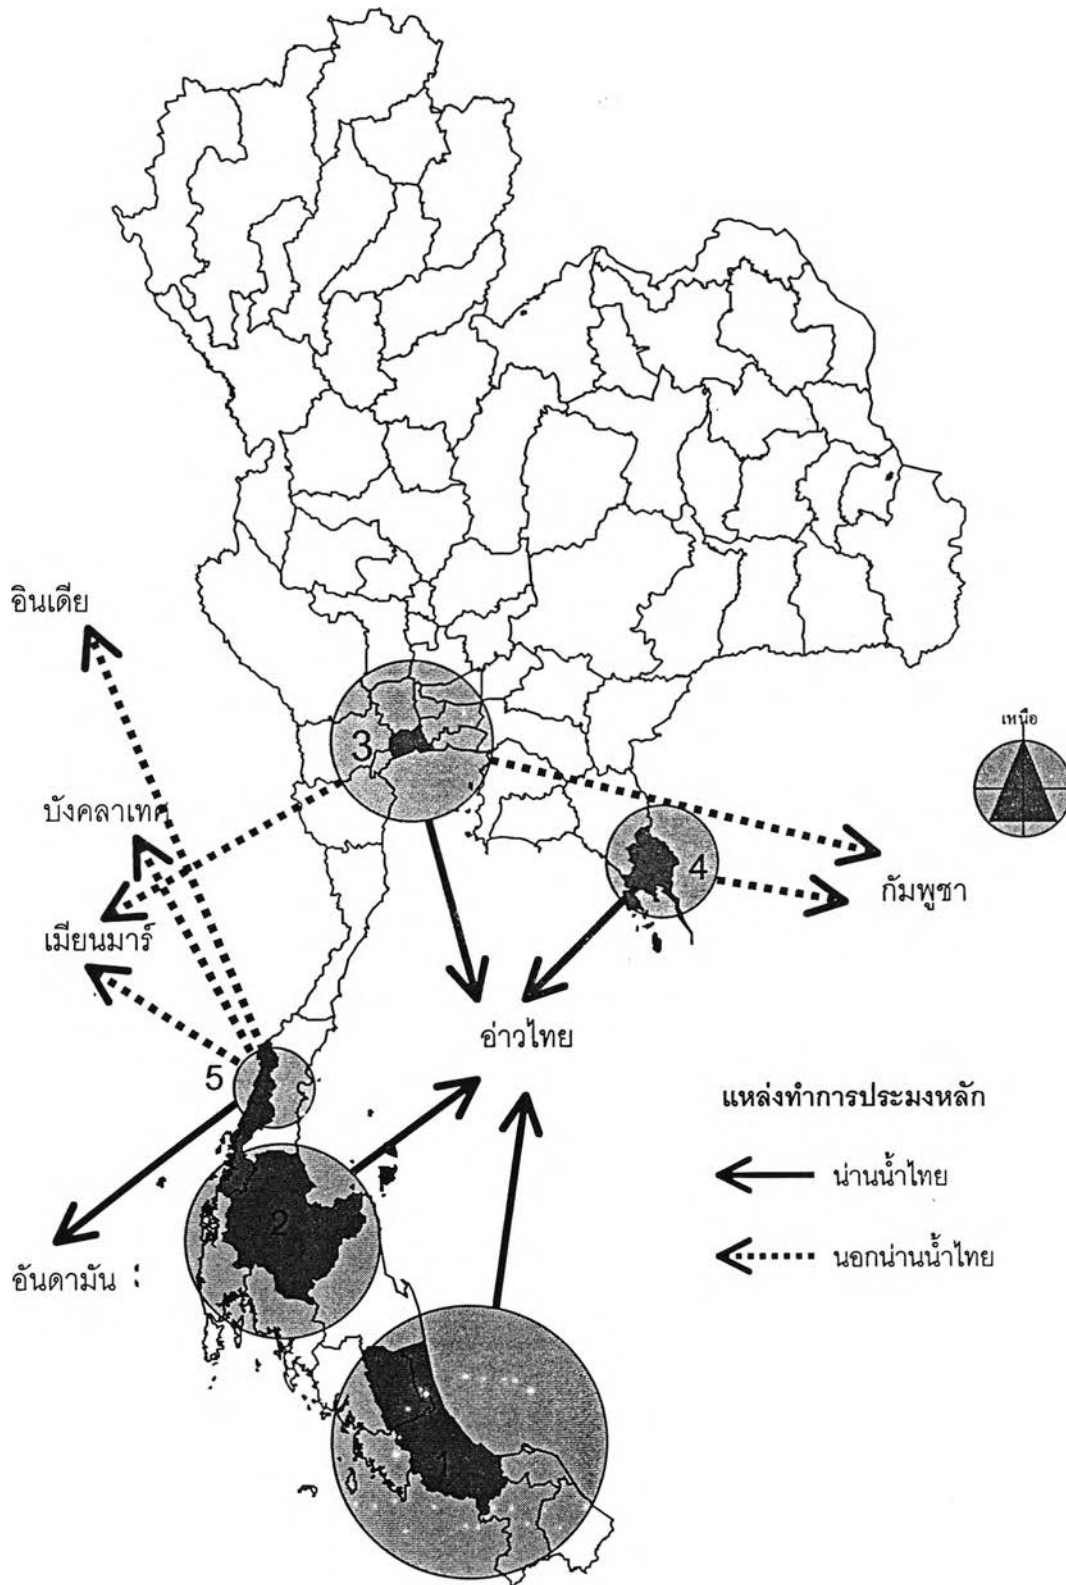 อินเดีย
3
เหนือ
บังคลาเทศ
4
กัมพูชา
เมียนมาร์
อ่าวไทย
5
แหล่งทำการประมงหลัก
น่านน้ำไทย
2
นอกน่านน้ำไทย
อันดามัน :
1